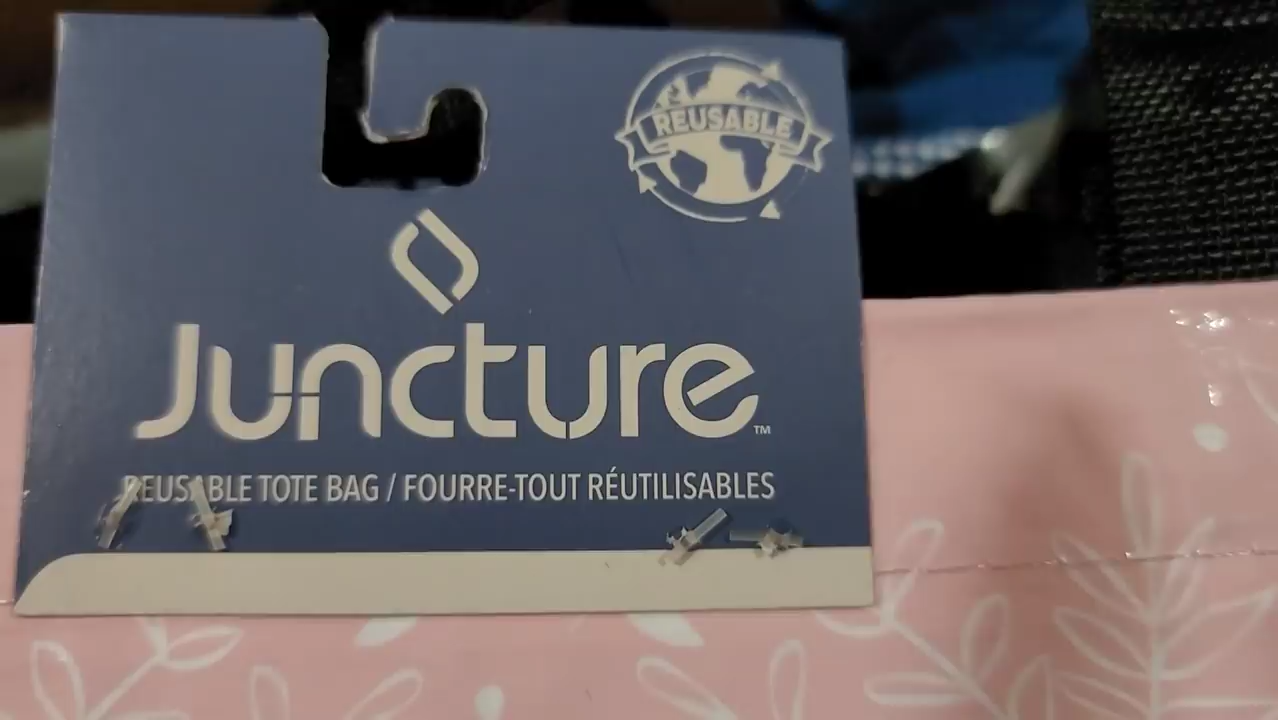 REUSABLE
Juncture™
REUSABLE TOTE BAG / FOURRE-TOUT RÉUTILISABLES